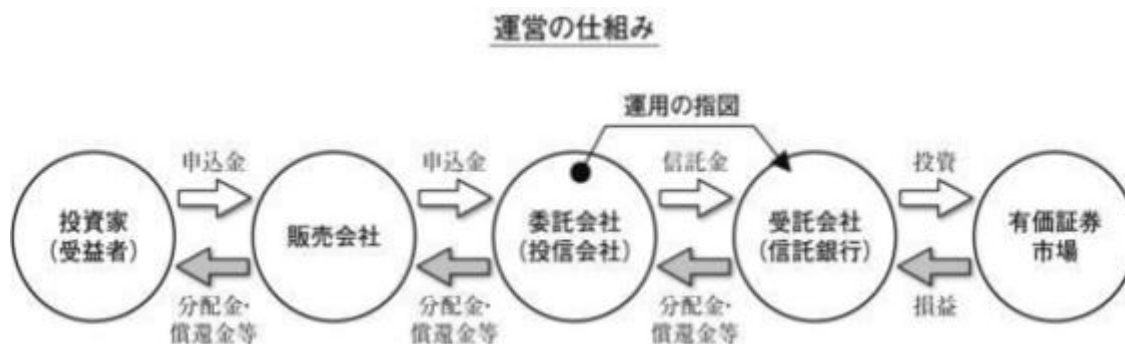 運営の仕組み
運用の指図
申込金
申込金
信託金
投資
投資家
(受益者)
販売会社
委託会社
(投信会社)
受託会社
(信託銀行)
有価証券
市場
分配金・
償還金等
分配金・
償還金等
分配金・
償還金等
損益